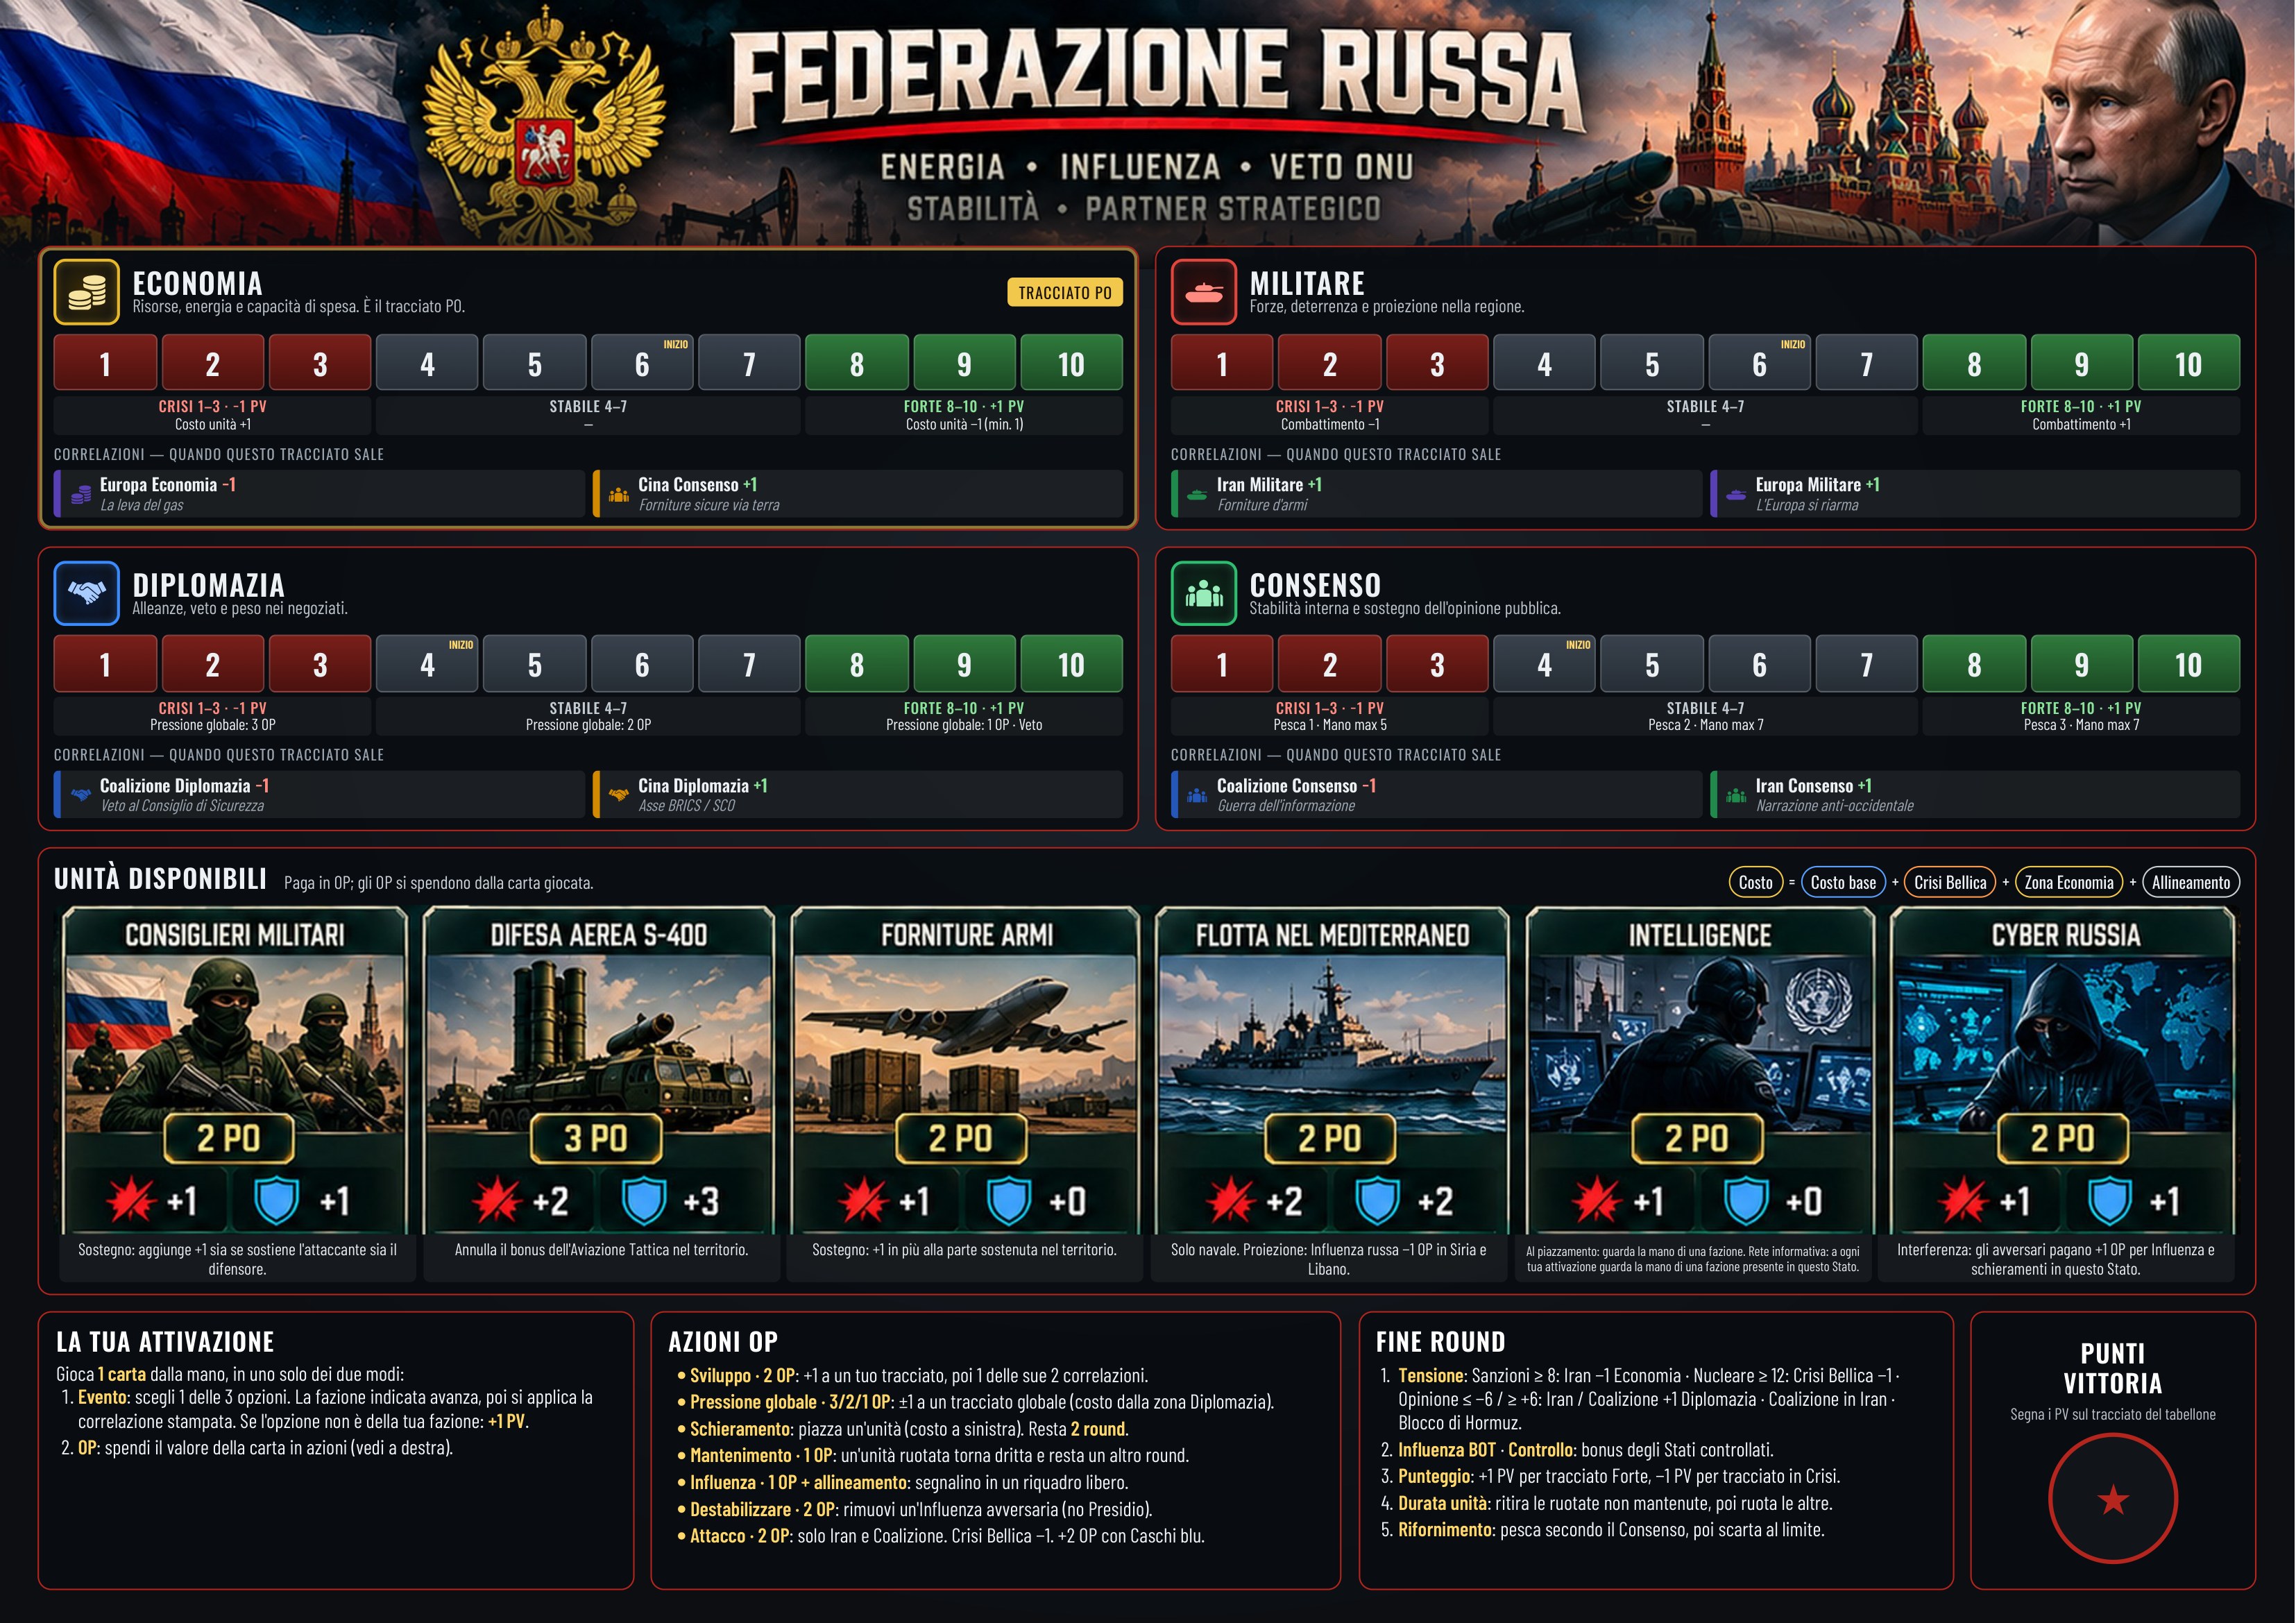 FEDERAZIONE RUSSA
ENERGIA • INFLUENZA • VETO ONU
STABILITÀ • PARTNER STRATEGICO
ECONOMIA
Risorse, energia e capacità di spesa. È il tracciato PO.
TRACCIATO PO
1 2 3 4 5 6 INIZIO 7 8 9 10
CRISI 1–3 · −1 PV
Costo unità +1
STABILE 4–7
—
FORTE 8–10 · +1 PV
Costo unità −1 (min. 1)
CORRELAZIONI — QUANDO QUESTO TRACCIATO SALE
Europa Economia −1
La leva del gas
Cina Consenso +1
Forniture sicure via terra
MILITARE
Forze, deterrenza e proiezione nella regione.
1 2 3 4 5 6 INIZIO 7 8 9 10
CRISI 1–3 · −1 PV
Combattimento −1
STABILE 4–7
—
FORTE 8–10 · +1 PV
Combattimento +1
CORRELAZIONI — QUANDO QUESTO TRACCIATO SALE
Iran Militare +1
Forniture d'armi
Europa Militare +1
L'Europa si riarma
DIPLOMAZIA
Alleanze, veto e peso nei negoziati.
1 2 3 4 INIZIO 5 6 7 8 9 10
CRISI 1–3 · −1 PV
Pressione globale: 3 OP
STABILE 4–7
Pressione globale: 2 OP
FORTE 8–10 · +1 PV
Pressione globale: 1 OP · Veto
CORRELAZIONI — QUANDO QUESTO TRACCIATO SALE
Coalizione Diplomazia −1
Veto al Consiglio di Sicurezza
Cina Diplomazia +1
Asse BRICS / SCO
CONSENSO
Stabilità interna e sostegno dell'opinione pubblica.
1 2 3 4 INIZIO 5 6 7 8 9 10
CRISI 1–3 · −1 PV
Pesca 1 · Mano max 5
STABILE 4–7
Pesca 2 · Mano max 7
FORTE 8–10 · +1 PV
Pesca 3 · Mano max 7
CORRELAZIONI — QUANDO QUESTO TRACCIATO SALE
Coalizione Consenso −1
Guerra dell'informazione
Iran Consenso +1
Narrazione anti-occidentale
UNITÀ DISPONIBILI Paga in OP; gli OP si spendono dalla carta giocata.
Costo = Costo base + Crisi Bellica + Zona Economia + Allineamento
CONSIGLIERI MILITARI
2 PO
+1 +1
Sostegno: aggiunge +1 sia se sostiene l'attaccante sia il
difensore.
DIFESA AEREA S-400
3 PO
+2 +3
Annulla il bonus dell'Aviazione Tattica nel territorio.
FORNITURE ARMI
2 PO
+1 +0
Sostegno: +1 in più alla parte sostenuta nel territorio.
FLOTTA NEL MEDITERRANEO
2 PO
+2 +2
Solo navale. Proiezione: Influenza russa −1 OP in Siria e
Libano.
INTELLIGENCE
2 PO
+1 +0
Al piazzamento: guarda la mano di una fazione. Rete informativa: a ogni
tua attivazione guarda la mano di una fazione presente in questo Stato.
CYBER RUSSIA
2 PO
+1 +1
Interferenza: gli avversari pagano +1 OP per Influenza e
schieramenti in questo Stato.
LA TUA ATTIVAZIONE
Gioca 1 carta dalla mano, in uno solo dei due modi:
1. Evento: scegli 1 delle 3 opzioni. La fazione indicata avanza, poi si applica la
correlazione stampata. Se l'opzione non è della tua fazione: +1 PV.
2. OP: spendi il valore della carta in azioni (vedi a destra).
AZIONI OP
• Sviluppo · 2 OP: +1 a un tuo tracciato, poi 1 delle sue 2 correlazioni.
• Pressione globale · 3/2/1 OP: ±1 a un tracciato globale (costo dalla zona Diplomazia).
• Schieramento: piazza un'unità (costo a sinistra). Resta 2 round.
• Mantenimento · 1 OP: un'unità ruotata torna dritta e resta un altro round.
• Influenza · 1 OP + allineamento: segnalino in un riquadro libero.
• Destabilizzare · 2 OP: rimuovi un'Influenza avversaria (no Presidio).
• Attacco · 2 OP: solo Iran e Coalizione. Crisi Bellica −1. +2 OP con Caschi blu.
FINE ROUND
1. Tensione: Sanzioni ≥ 8: Iran −1 Economia · Nucleare ≥ 12: Crisi Bellica −1 ·
Opinione ≤ −6 / ≥ +6: Iran / Coalizione +1 Diplomazia · Coalizione in Iran ·
Blocco di Hormuz.
2. Influenza BOT · Controllo: bonus degli Stati controllati.
3. Punteggio: +1 PV per tracciato Forte, −1 PV per tracciato in Crisi.
4. Durata unità: ritira le ruotate non mantenute, poi ruota le altre.
5. Rifornimento: pesca secondo il Consenso, poi scarta al limite.
PUNTI
VITTORIA
Segna i PV sul tracciato del tabellone